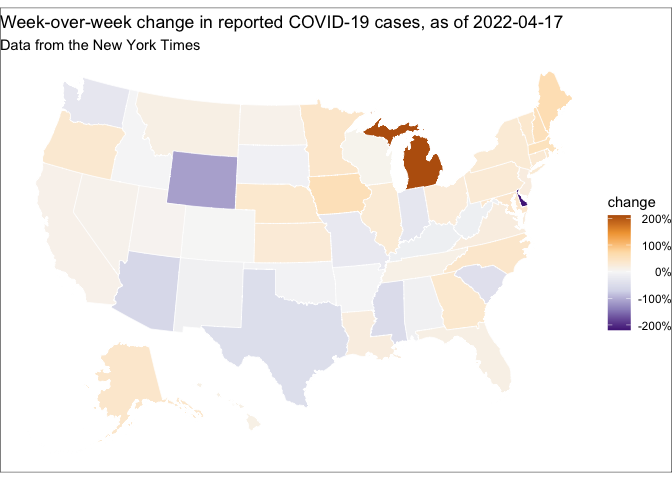 Week-over-week change in reported COVID-19 cases, as of 2022-04-17
Data from the New York Times
change
200%
100%
0%
-100%
-200%